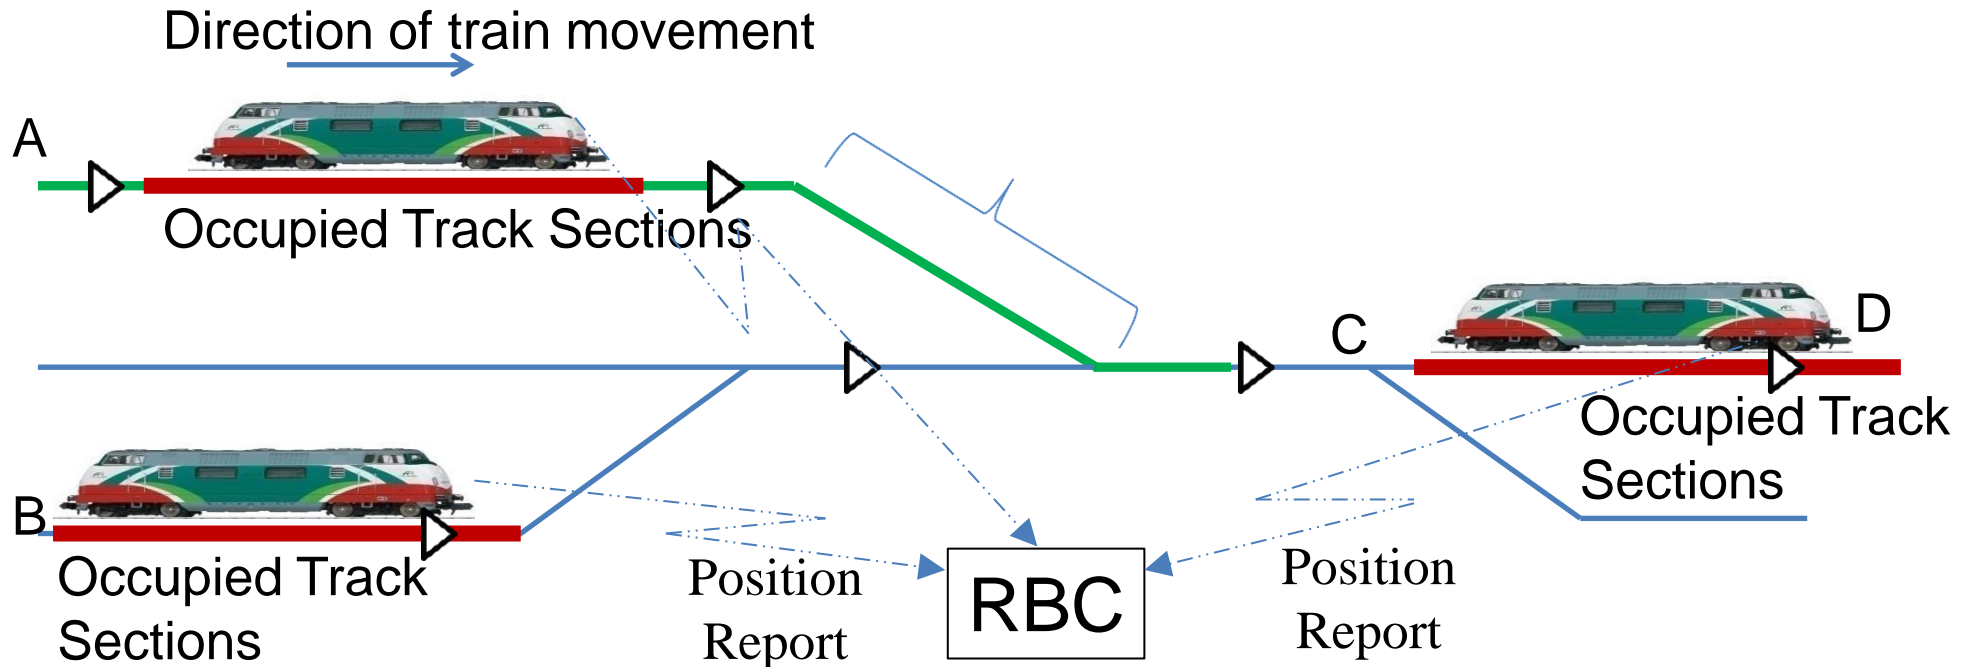 Direction of train movement
A
Occupied Track Sections
C
D
Occupied Track
Sections
B
Occupied Track
Sections
Position
Report
RBC
Position
Report